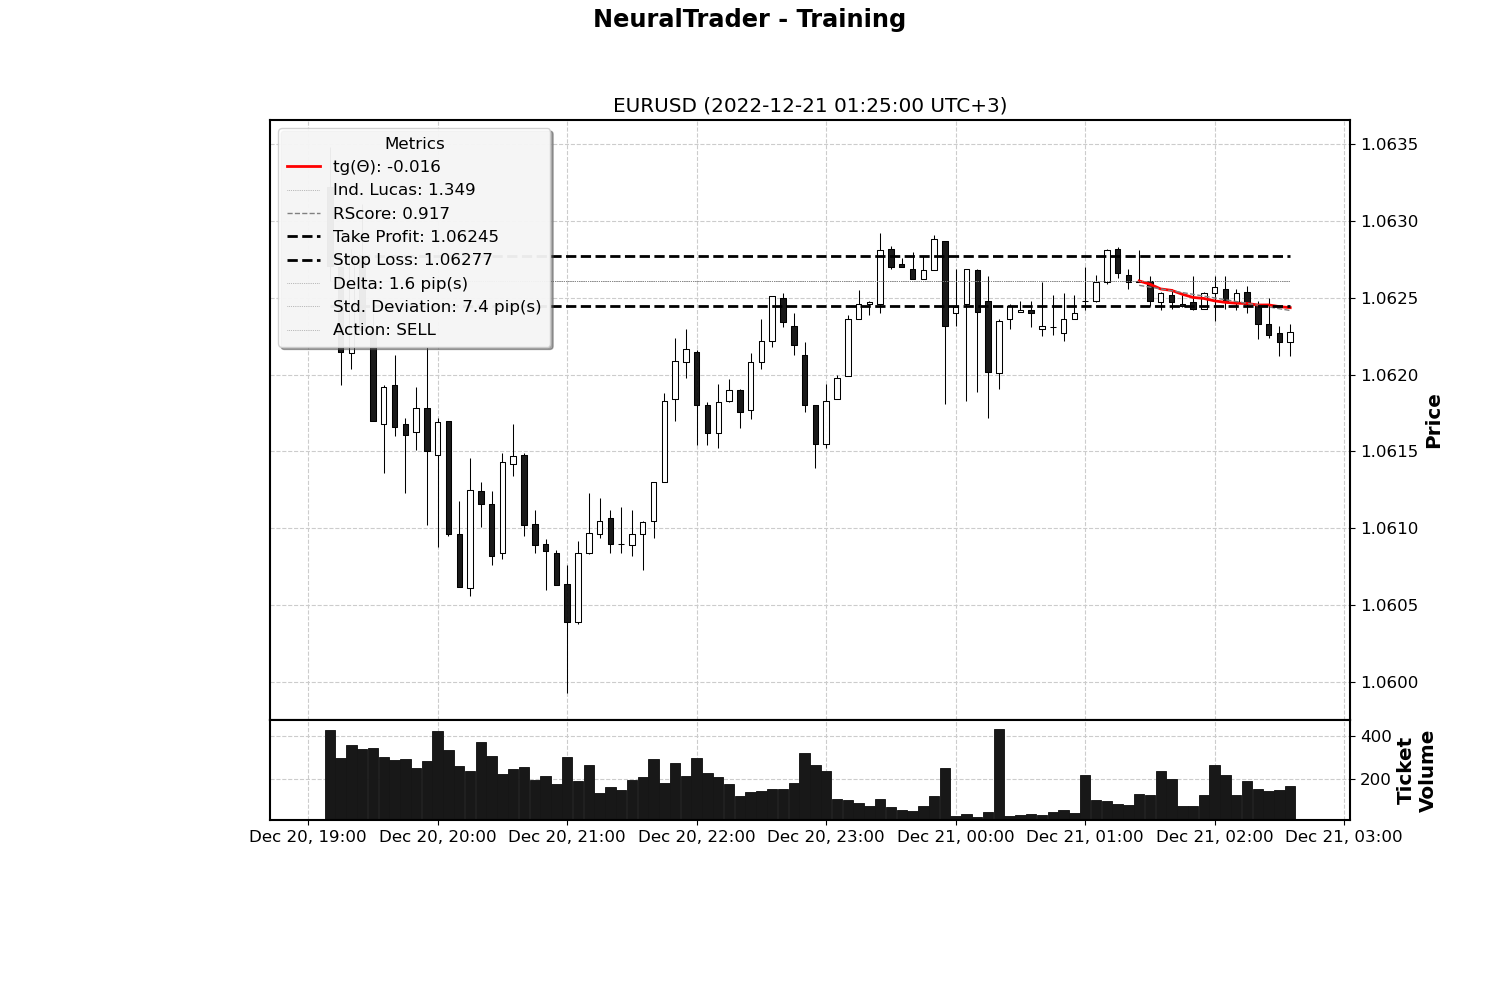 NeuralTrader - Training
EURUSD (2022-12-21 01:25:00 UTC+3)
Metrics
tg(Θ): -0.016
Ind. Lucas: 1.349
RScore: 0.917
Take Profit: 1.06245
Stop Loss: 1.06277
Delta: 1.6 pip(s)
Std. Deviation: 7.4 pip(s)
Action: SELL
1.0635
1.0630
1.0625
1.0620
1.0615
1.0610
1.0605
1.0600
Price
400
200
Ticket
Volume
Dec 20, 19:00
Dec 20, 20:00
Dec 20, 21:00
Dec 20, 22:00
Dec 20, 23:00
Dec 21, 00:00
Dec 21, 01:00
Dec 21, 02:00
Dec 21, 03:00